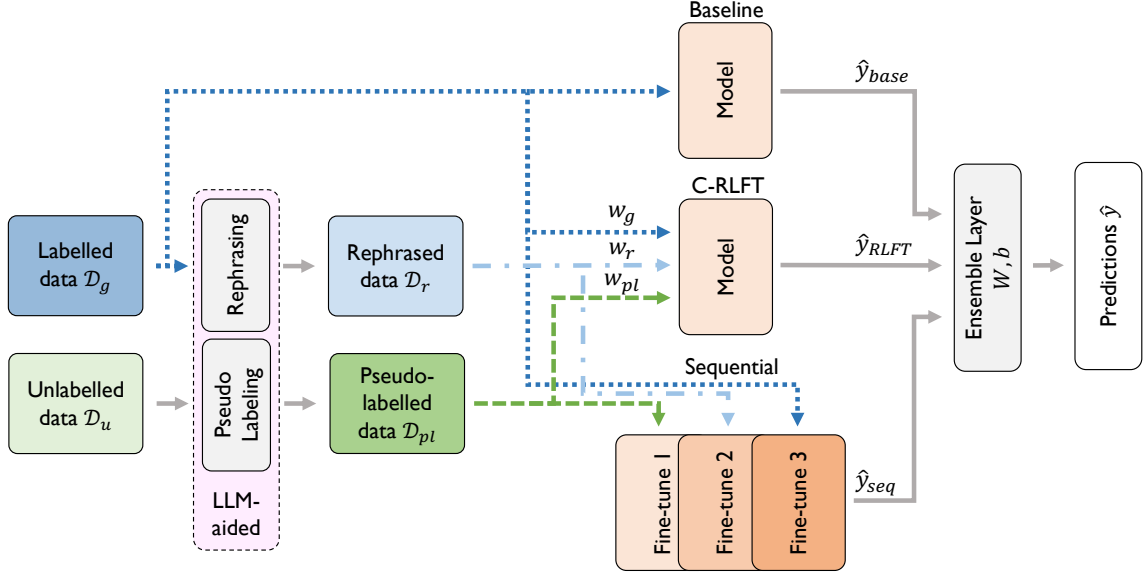 Baseline
Model
ŷ_base
C-RLFT
Model
w_g
w_r
w_pl
ŷ_RLFT
Labelled
data 𝒟_g
Rephrasing
Rephrased
data 𝒟_r
Ensemble Layer
W, b
Predictions ŷ
Unlabelled
data 𝒟_u
Pseudo
Labeling
Pseudo-
labelled
data 𝒟_pl
LLM-
aided
Sequential
Fine-tune 1
Fine-tune 2
Fine-tune 3
ŷ_seq